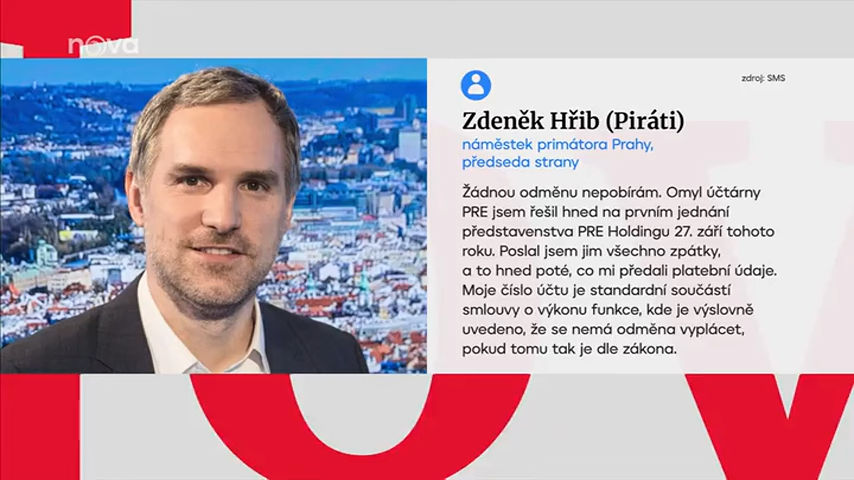 nova
zdroj: SMS
Zdeněk Hřib (Piráti)
náměstek primátora Prahy,
předseda strany
Žádnou odměnu nepobírám. Omyl účtárny
PRE jsem řešil hned na prvním jednání
představenstva PRE Holdingu 27. září tohoto
roku. Poslal jsem jim všechno zpátky,
a to hned poté, co mi předali platební údaje.
Moje číslo účtu je standardní součástí
smlouvy o výkonu funkce, kde je výslovně
uvedeno, že se nemá odměna vyplácet,
pokud tomu tak je dle zákona.